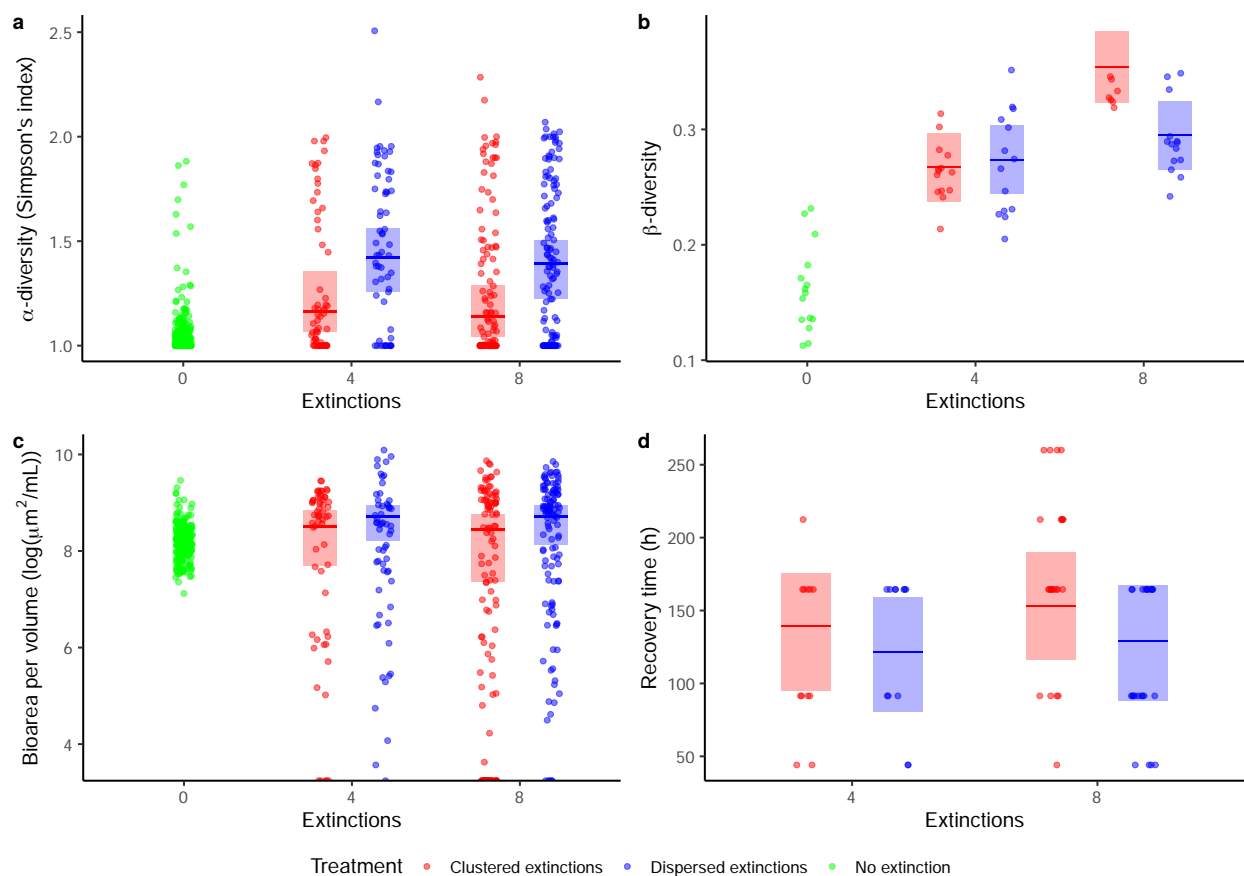 a
α-diversity (Simpson's index)
2.5
2.0
1.5
1.0
0
4
8
Extinctions
b
β-diversity
0.3
0.2
0.1
0
4
8
Extinctions
c
Bioarea per volume (log(μm²/mL))
10
8
6
4
0
4
8
Extinctions
d
Recovery time (h)
250
200
150
100
50
4
8
Extinctions
Treatment Clustered extinctions Dispersed extinctions No extinction